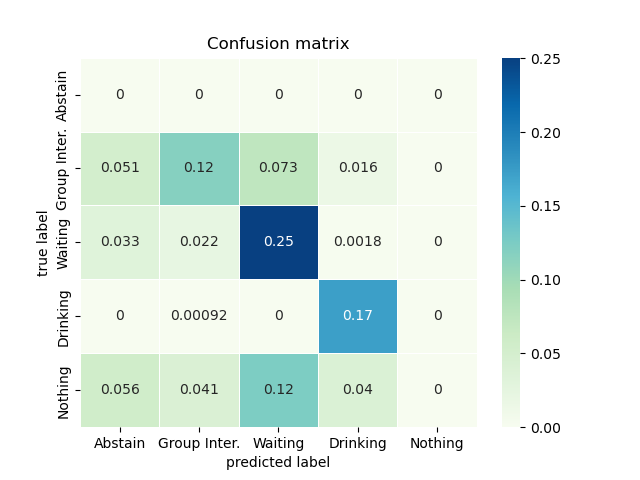 Confusion matrix
true label
Abstain 0 0 0 0 0
Group Inter. 0.051 0.12 0.073 0.016 0
Waiting 0.033 0.022 0.25 0.0018 0
Drinking 0 0.00092 0 0.17 0
Nothing 0.056 0.041 0.12 0.04 0
Abstain Group Inter. Waiting Drinking Nothing
predicted label
0.25
0.20
0.15
0.10
0.05
0.00